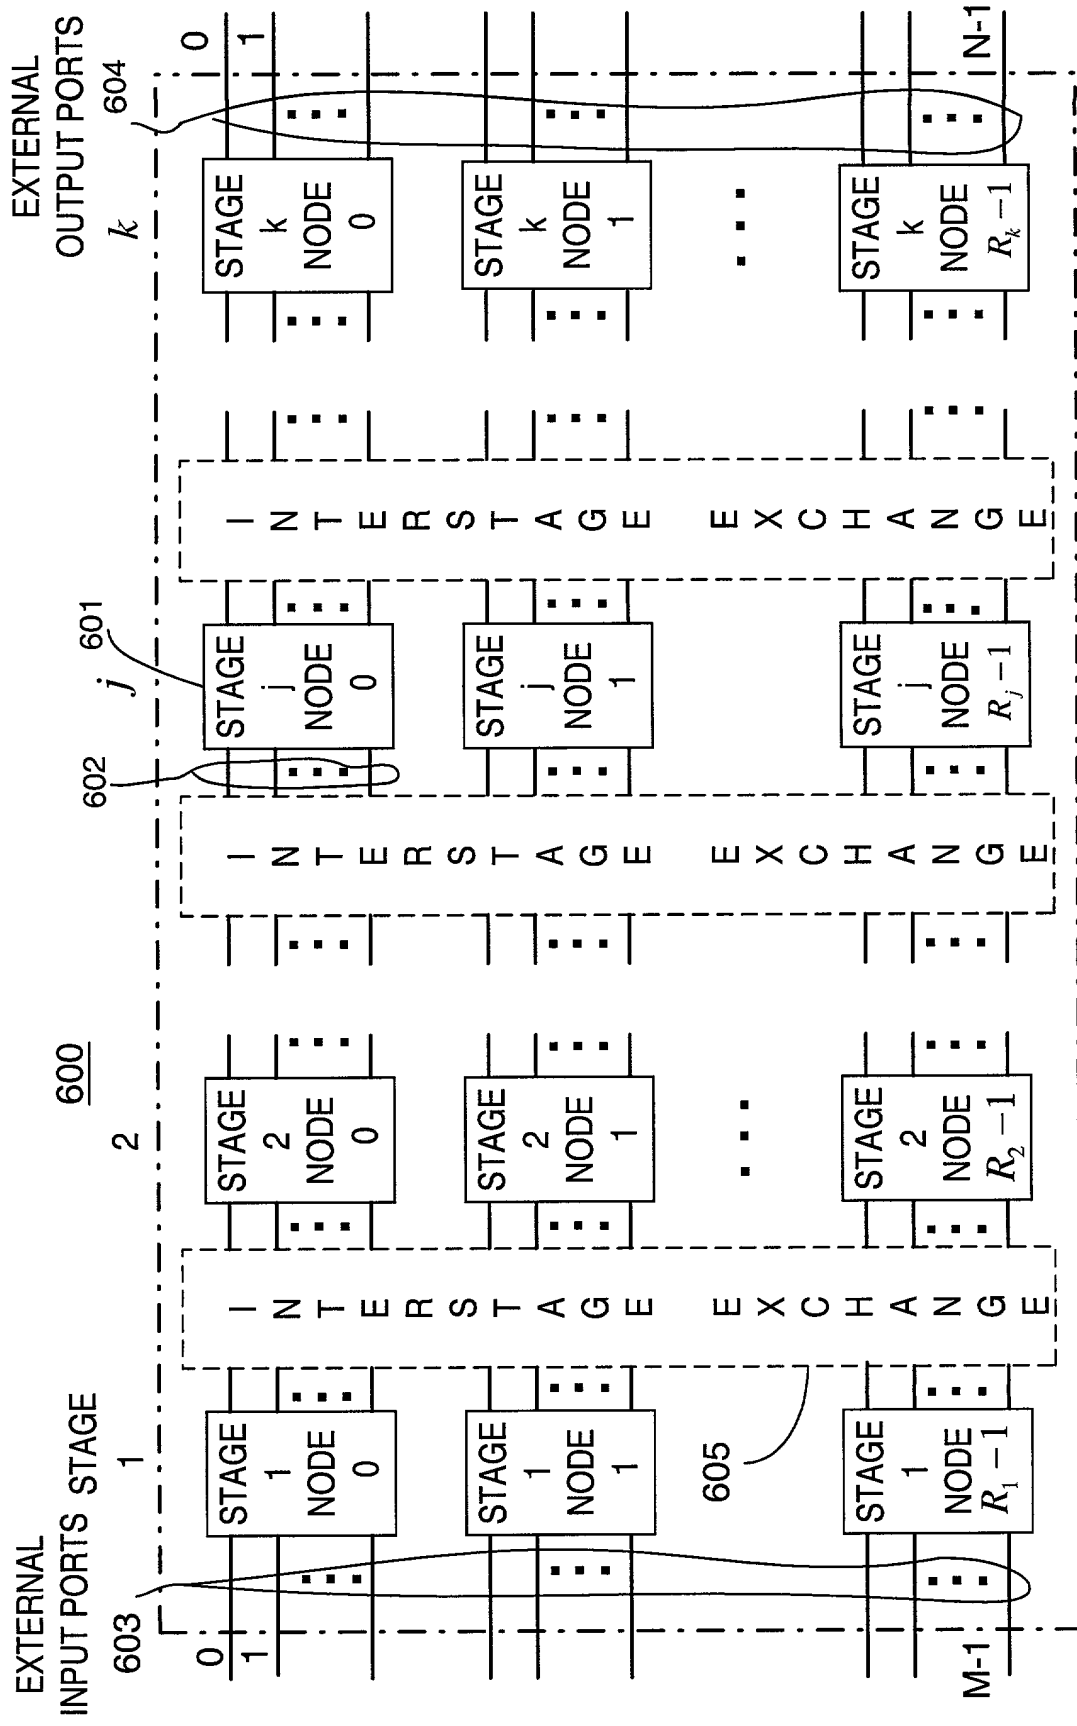 600
EXTERNAL
INPUT PORTS
STAGE
1
2
j
k
EXTERNAL
OUTPUT PORTS
603
602
601
604
0
1
M-1
STAGE
1
NODE
0
STAGE
1
NODE
1
STAGE
1
NODE
R₁ − 1
605
INTERSTAGE EXCHANGE
STAGE
2
NODE
0
STAGE
2
NODE
1
STAGE
2
NODE
R₂ − 1
INTERSTAGE EXCHANGE
STAGE
j
NODE
0
STAGE
j
NODE
1
STAGE
j
NODE
Rⱼ − 1
INTERSTAGE EXCHANGE
STAGE
k
NODE
0
STAGE
k
NODE
1
STAGE
k
NODE
Rₖ − 1
0
1
N-1